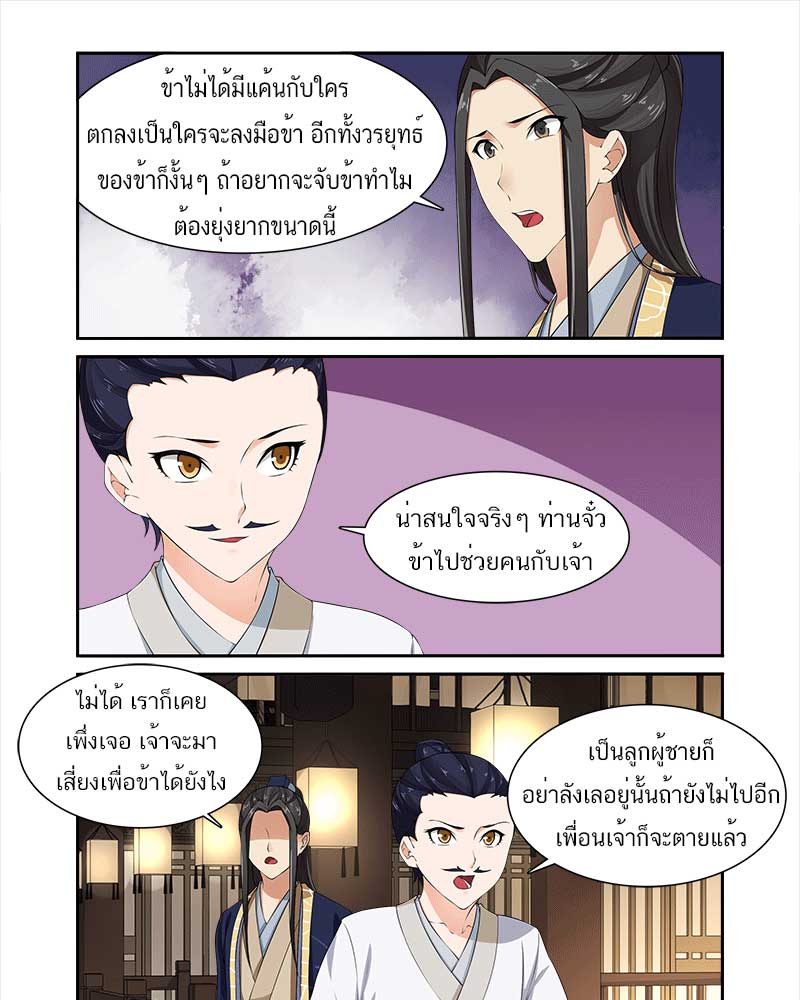 ข้าไม่ได้มีแค้นกับใคร
ตกลงเป็นใครจะลงมือข้า อีกทั้งวรยุทธ์
ของข้าก็งั้นๆ ถ้าอยากจะจับข้าทำไม
ต้องยุ่งยากขนาดนี้
น่าสนใจจริงๆ ท่านจั๋ว
ข้าไปช่วยคนกับเจ้า
ไม่ได้ เราก็เคย
เพิ่งเจอ เจ้าจะมา
เสี่ยงเพื่อข้าได้ยังไง
เป็นลูกผู้ชายก็
อย่าลังเลอยู่นั้นถ้ายังไม่ไปอีก
เพื่อนเจ้าก็จะตายแล้ว